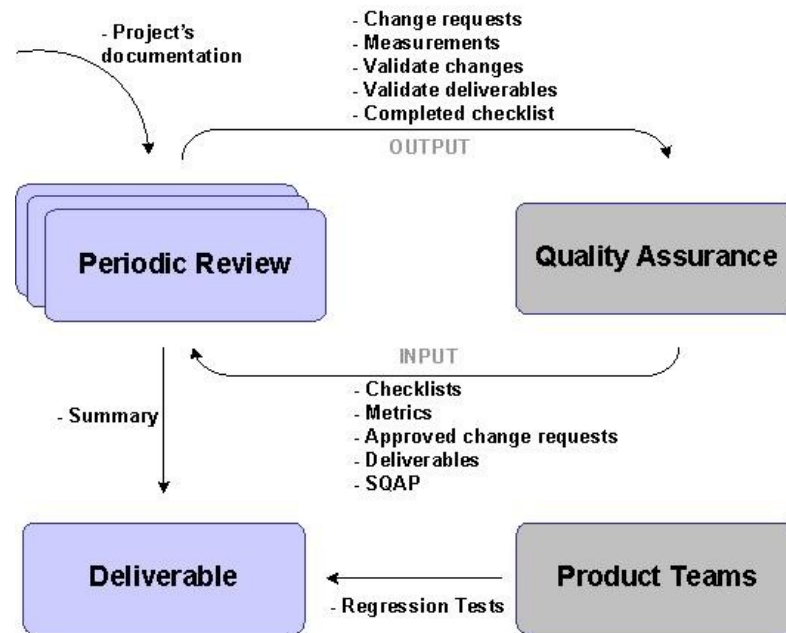 - Project's
documentation
- Change requests
- Measurements
- Validate changes
- Validate deliverables
- Completed checklist
OUTPUT
Periodic Review
Quality Assurance
INPUT
- Checklists
- Metrics
- Approved change requests
- Deliverables
- SQAP
- Summary
Deliverable
Product Teams
- Regression Tests